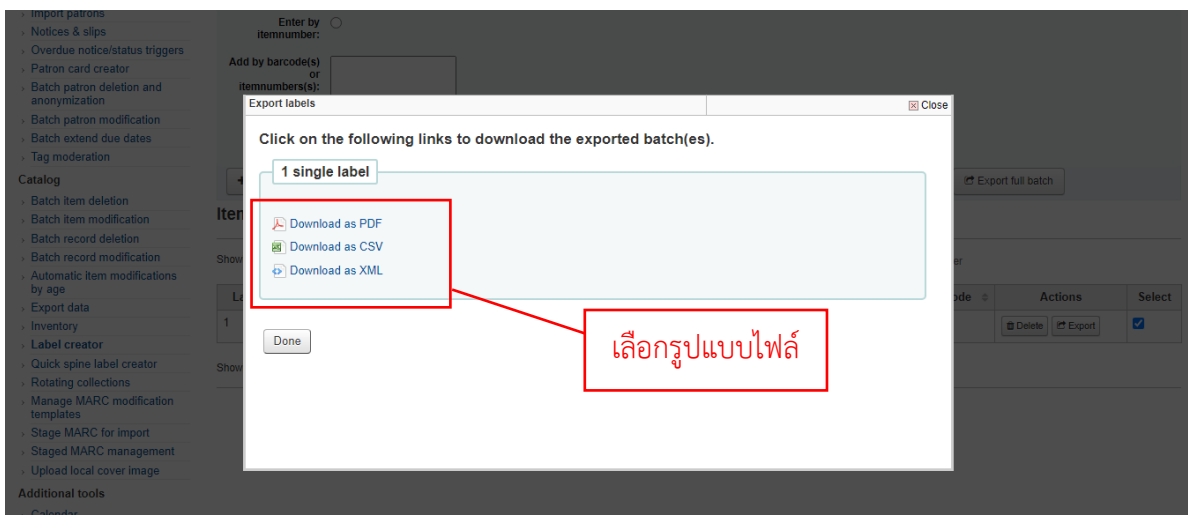 Import patrons
Notices & slips
Overdue notice/status triggers
Patron card creator
Batch patron deletion and
anonymization
Batch patron modification
Batch extend due dates
Tag moderation
Catalog
Batch item deletion
Batch item modification
Batch record deletion
Batch record modification
Automatic item modifications
by age
Export data
Inventory
Label creator
Quick spine label creator
Rotating collections
Manage MARC modification
templates
Stage MARC for import
Staged MARC management
Upload local cover image
Additional tools
Calendar
Enter by
itemnumber:
Add by barcode(s)
or
itemnumbers(s):
Export labels
Close
Click on the following links to download the exported batch(es).
1 single label
Download as PDF
Download as CSV
Download as XML
Done
เลือกรูปแบบไฟล์
Export full batch
Actions
Select
1
Delete
Export